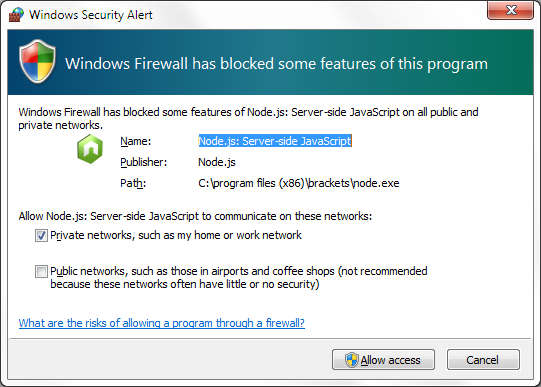 Windows Security Alert
Windows Firewall has blocked some features of this program
Windows Firewall has blocked some features of Node.js: Server-side JavaScript on all public and
private networks.
Name: Node.js: Server-side JavaScript
Publisher: Node.js
Path: C:\program files (x86)\brackets\node.exe
Allow Node.js: Server-side JavaScript to communicate on these networks:
Private networks, such as my home or work network
Public networks, such as those in airports and coffee shops (not recommended
because these networks often have little or no security)
What are the risks of allowing a program through a firewall?
Allow access Cancel